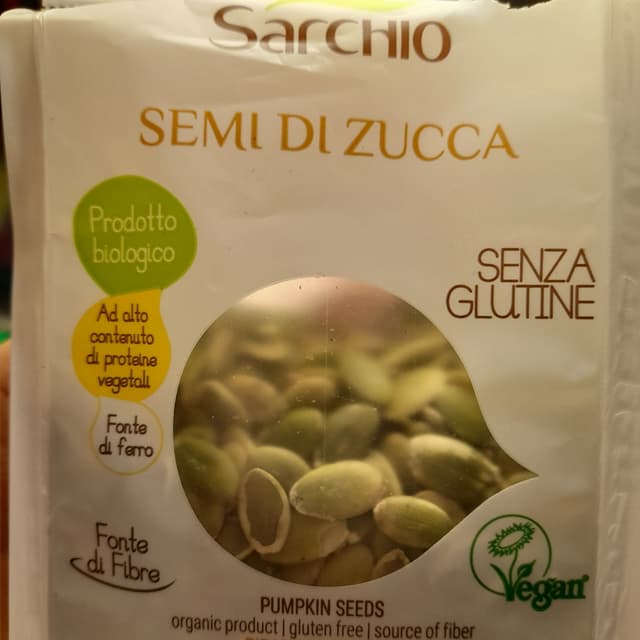 Sarchio
SEMI DI ZUCCA
Prodotto
biologico
Ad alto
contenuto
di proteine
vegetali
Fonte
di ferro
Fonte
di Fibre
SENZA
GLUTINE
Vegan
PUMPKIN SEEDS
organic product | gluten free | source of fiber